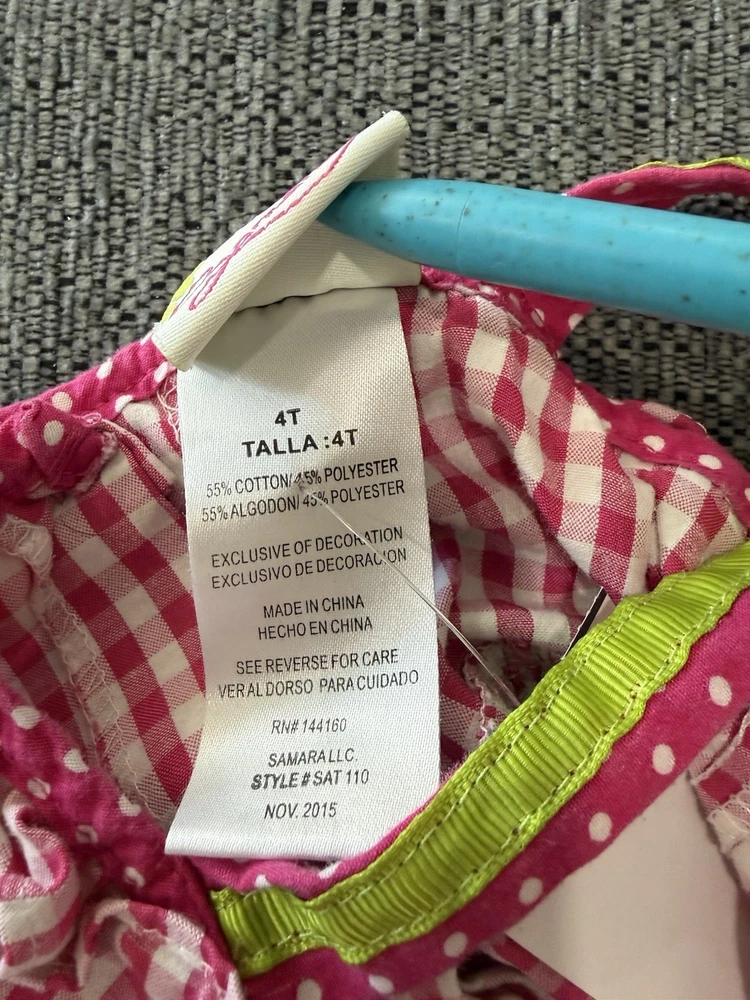 4T
TALLA :4T
55% COTTON/45% POLYESTER
55% ALGODON/ 45% POLYESTER
EXCLUSIVE OF DECORATION
EXCLUSIVO DE DECORACION
MADE IN CHINA
HECHO EN CHINA
SEE REVERSE FOR CARE
VER AL DORSO PARA CUIDADO
RN# 144160
SAMARA LLC.
STYLE # SAT 110
NOV. 2015